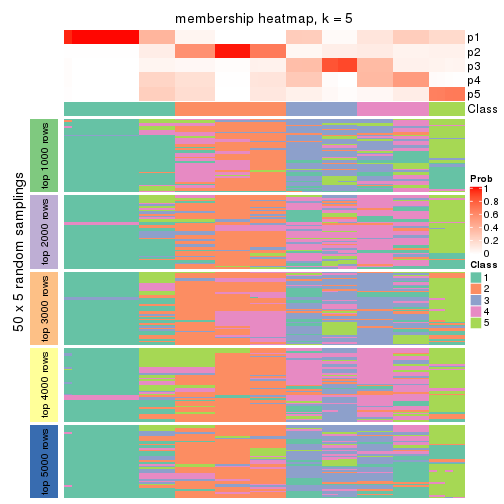 membership heatmap, k = 5
p1
p2
p3
p4
p5
Class
50 x 5 random samplings
top 1000 rows
top 2000 rows
top 3000 rows
top 4000 rows
top 5000 rows
Prob
1
0.8
0.6
0.4
0.2
0
Class
1
2
3
4
5